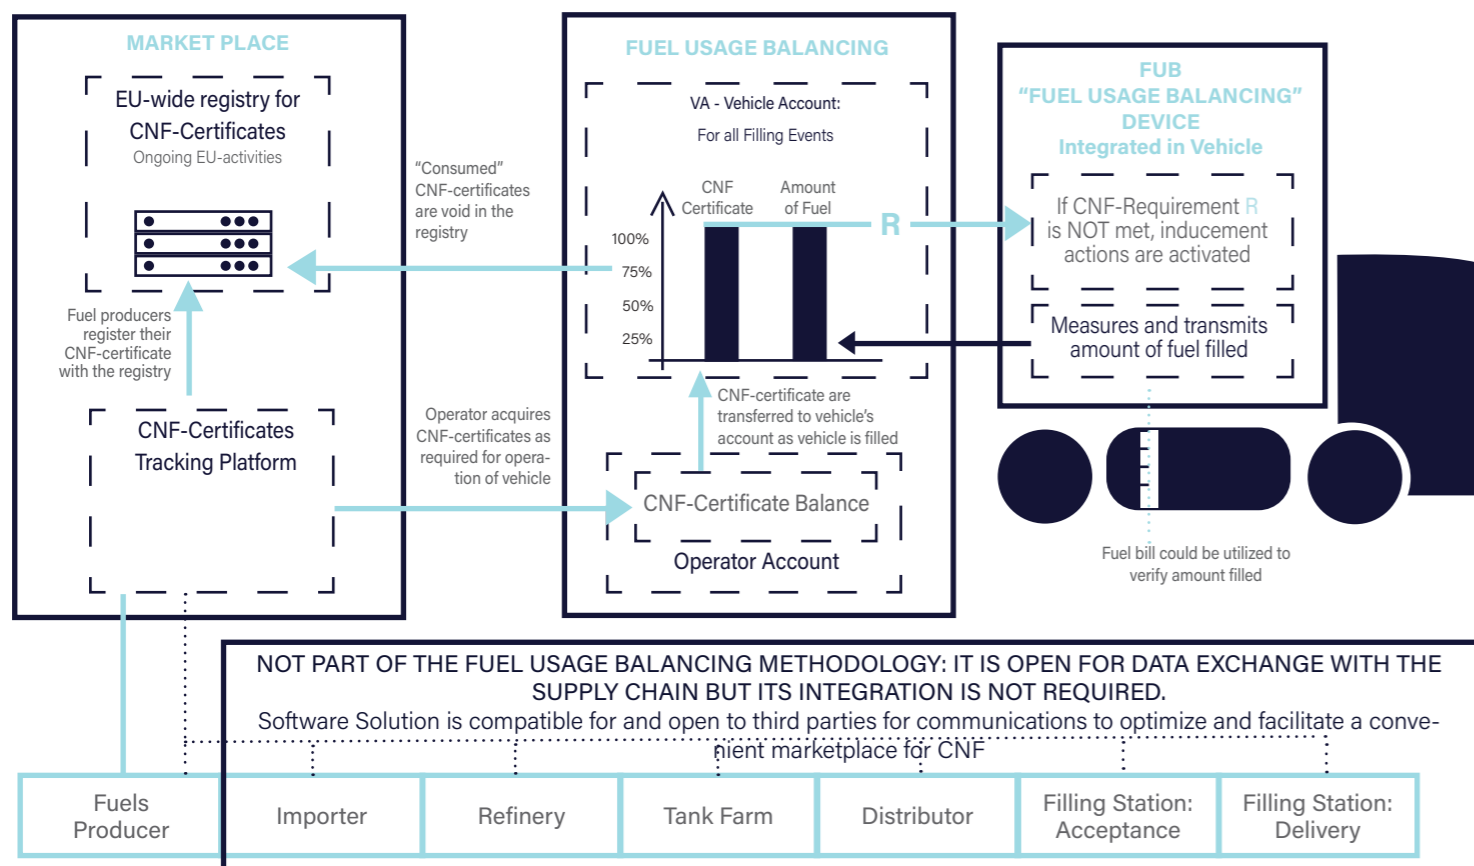 MARKET PLACE
EU-wide registry for
CNF-Certificates
Ongoing EU-activities
Fuel producers
register their
CNF-certificate
with the registry
CNF-Certificates
Tracking Platform
“Consumed”
CNF-certificates
are void in the
registry
Operator acquires
CNF-certificates as
required for opera-
tion of vehicle
FUEL USAGE BALANCING
VA - Vehicle Account:
For all Filling Events
CNF
Certificate
Amount
of Fuel
R
100%
75%
50%
25%
CNF-certificate are
transferred to vehicle’s
account as vehicle is filled
CNF-Certificate Balance
Operator Account
FUB
“FUEL USAGE BALANCING”
DEVICE
Integrated in Vehicle
If CNF-Requirement R
is NOT met, inducement
actions are activated
Measures and transmits
amount of fuel filled
Fuel bill could be utilized to
verify amount filled
NOT PART OF THE FUEL USAGE BALANCING METHODOLOGY: IT IS OPEN FOR DATA EXCHANGE WITH THE
SUPPLY CHAIN BUT ITS INTEGRATION IS NOT REQUIRED.
Software Solution is compatible for and open to third parties for communications to optimize and facilitate a conve-
nient marketplace for CNF
Fuels
Producer
Importer
Refinery
Tank Farm
Distributor
Filling Station:
Acceptance
Filling Station:
Delivery